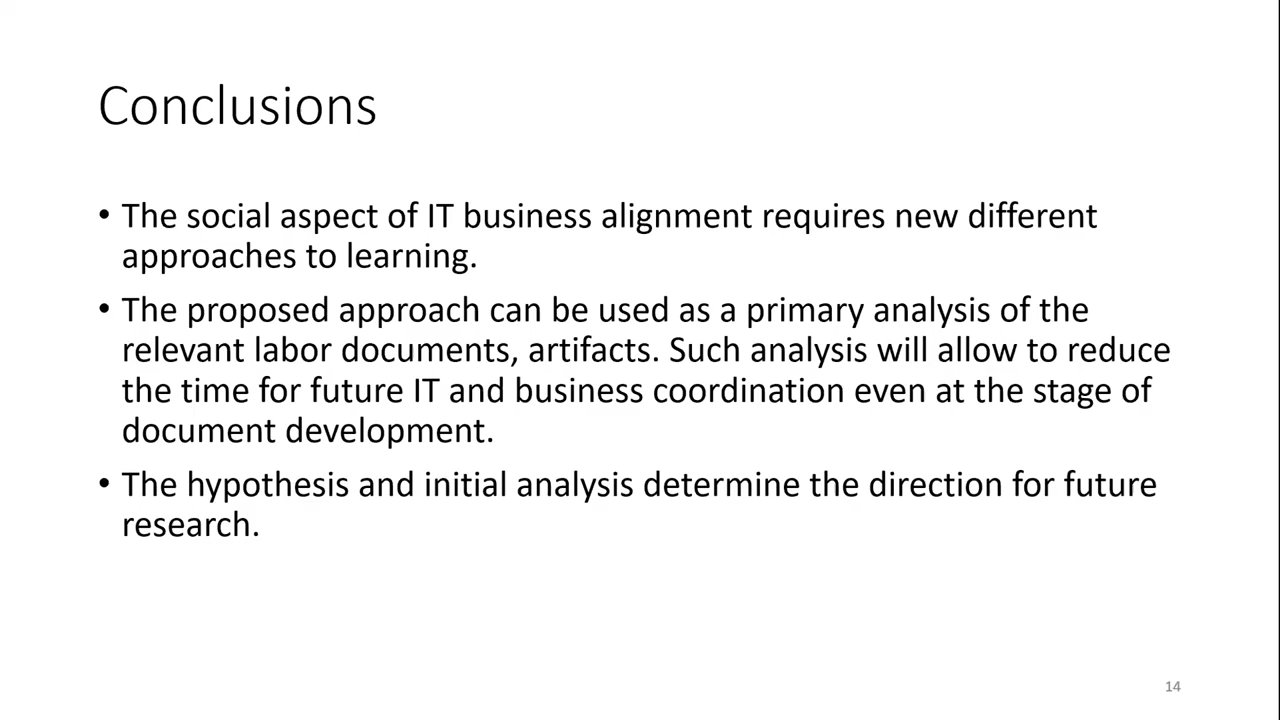 Conclusions
• The social aspect of IT business alignment requires new different
approaches to learning.
• The proposed approach can be used as a primary analysis of the
relevant labor documents, artifacts. Such analysis will allow to reduce
the time for future IT and business coordination even at the stage of
document development.
• The hypothesis and initial analysis determine the direction for future
research.
14